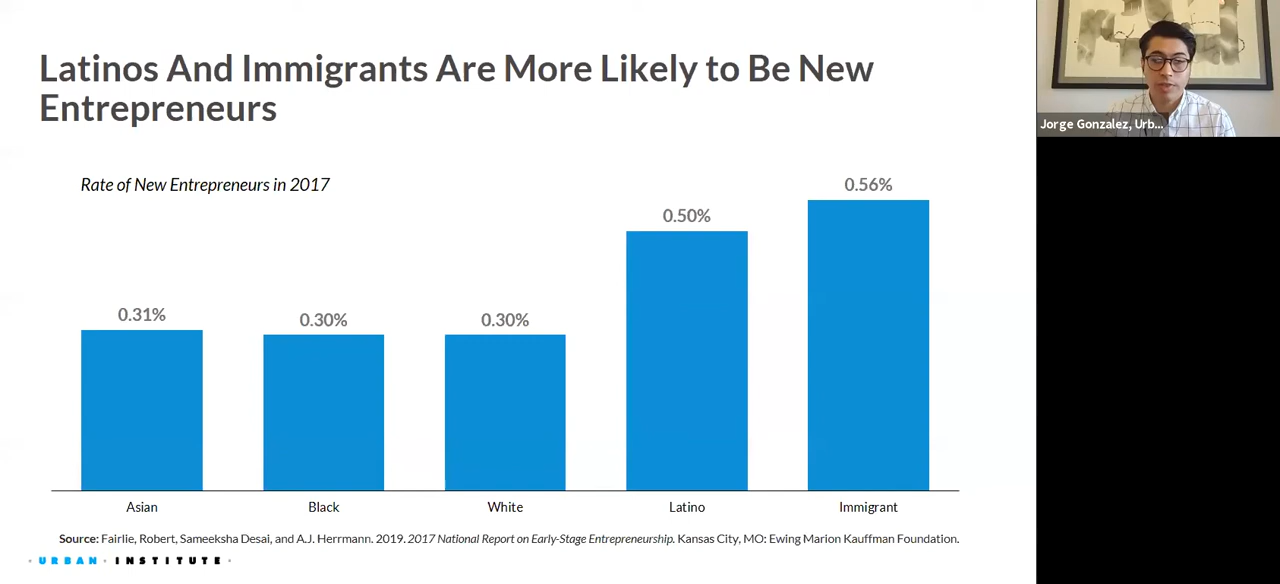 Latinos And Immigrants Are More Likely to Be New
Entrepreneurs
Jorge Gonzalez, Urb...
Rate of New Entrepreneurs in 2017
0.31%
0.30%
0.30%
0.50%
0.56%
Asian
Black
White
Latino
Immigrant
Source: Fairlie, Robert, Sameeksha Desai, and A.J. Herrmann. 2019. 2017 National Report on Early-Stage Entrepreneurship. Kansas City, MO: Ewing Marion Kauffman Foundation.
· URBAN · INSTITUTE ·